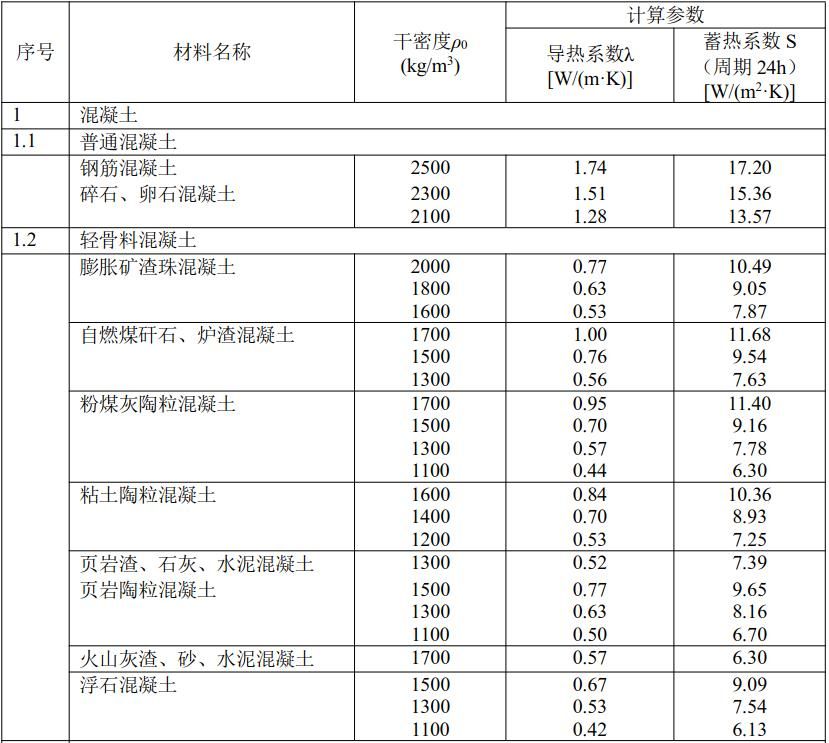 序号 材料名称 干密度ρ0 (kg/m3) 计算参数
导热系数λ [W/(m·K)] 蓄热系数 S (周期 24h) [W/(m2·K)]
1 混凝土
1.1 普通混凝土
钢筋混凝土 2500 1.74 17.20
碎石、卵石混凝土 2300 1.51 15.36
2100 1.28 13.57
1.2 轻骨料混凝土
膨胀矿渣珠混凝土 2000 0.77 10.49
1800 0.63 9.05
1600 0.53 7.87
自燃煤矸石、炉渣混凝土 1700 1.00 11.68
1500 0.76 9.54
1300 0.56 7.63
粉煤灰陶粒混凝土 1700 0.95 11.40
1500 0.70 9.16
1300 0.57 7.78
1100 0.44 6.30
粘土陶粒混凝土 1600 0.84 10.36
1400 0.70 8.93
1200 0.53 7.25
页岩渣、石灰、水泥混凝土 1300 0.52 7.39
页岩陶粒混凝土 1500 0.77 9.65
1300 0.63 8.16
1100 0.50 6.70
火山灰渣、砂、水泥混凝土 1700 0.57 6.30
浮石混凝土 1500 0.67 9.09
1300 0.53 7.54
1100 0.42 6.13